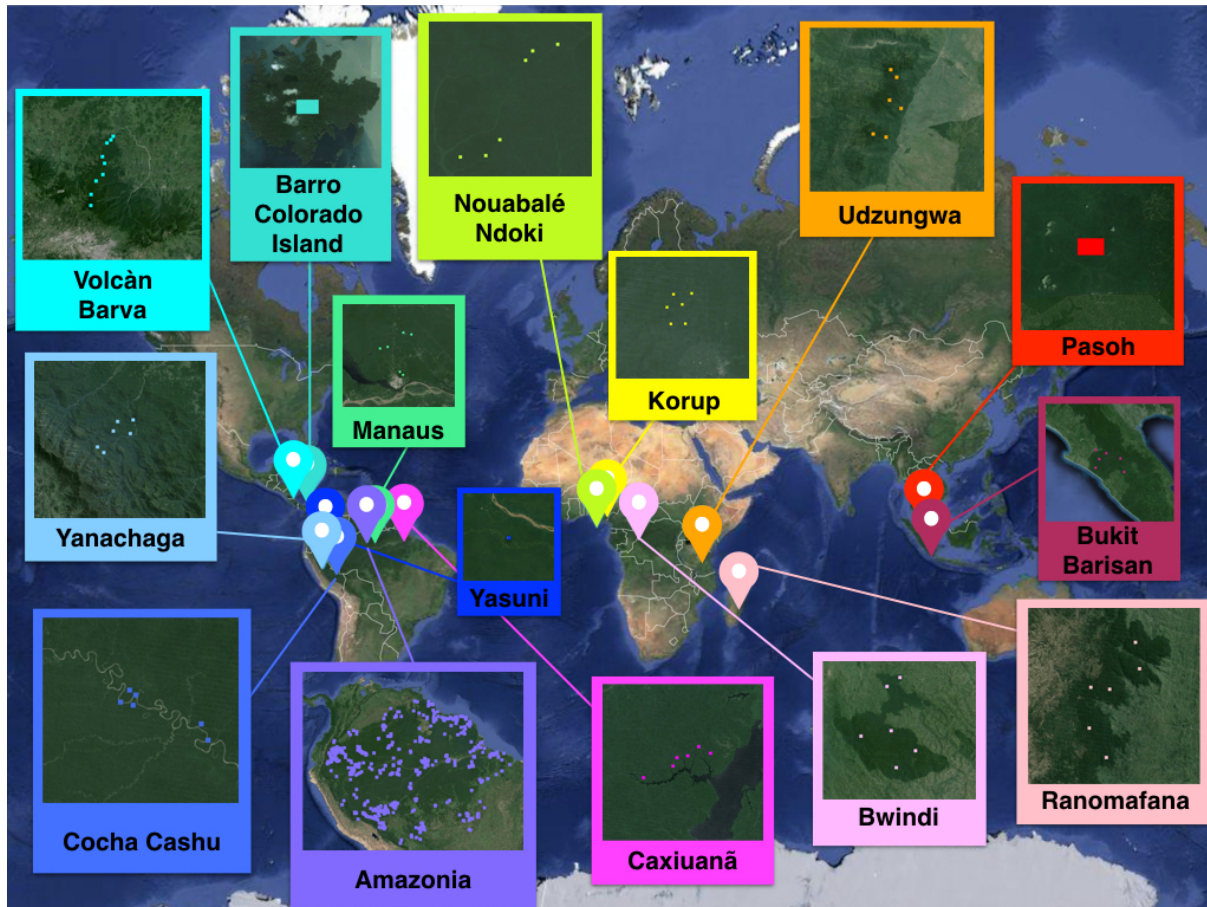 Volcàn
Barva
Barro
Colorado
Island
Nouabalé
Ndoki
Udzungwa
Korup
Pasoh
Manaus
Yanachaga
Yasuni
Bukit
Barisan
Cocha Cashu
Amazonia
Caxiuanã
Bwindi
Ranomafana